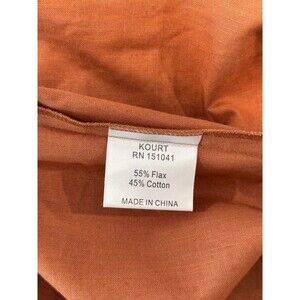 KOURT
RN 151041
55% Flax
45% Cotton
MADE IN CHINA